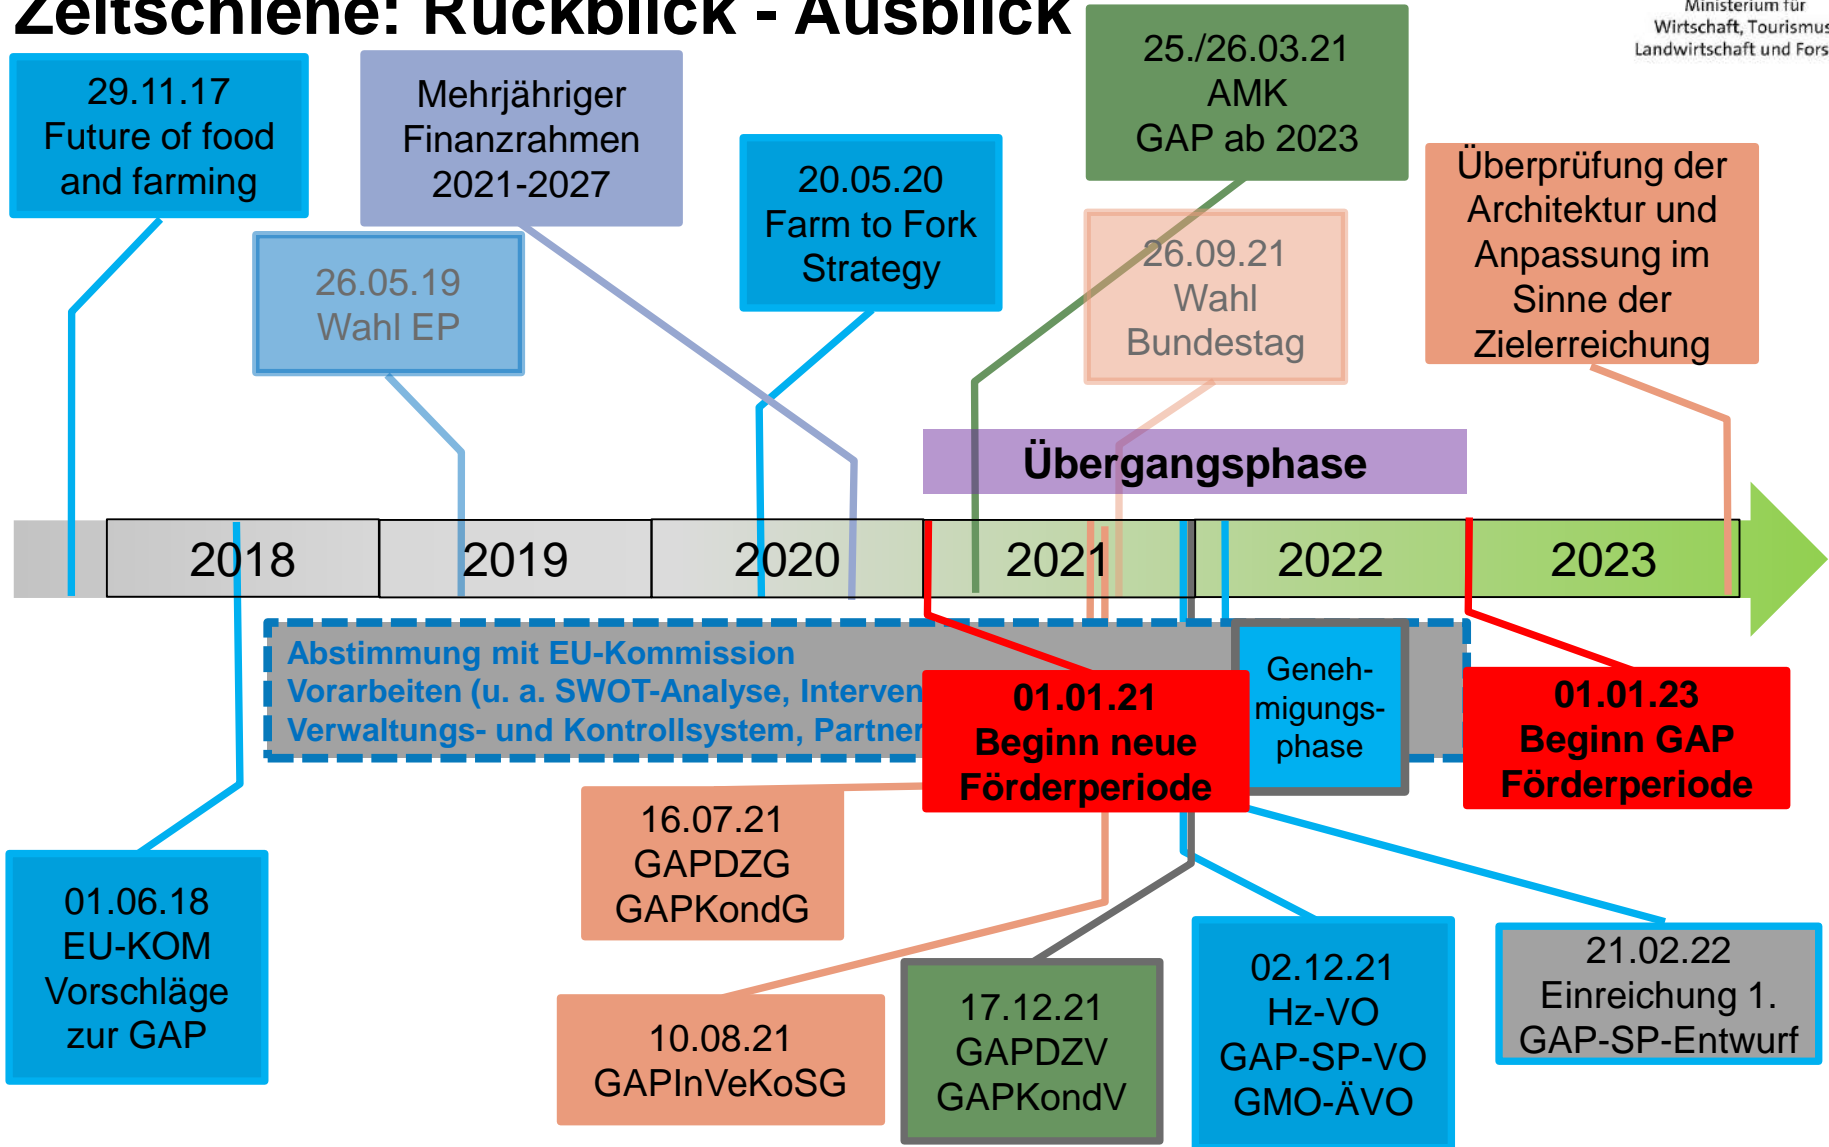 Zeitschiene: Rückblick - Ausblick
Ministerium für
Wirtschaft, Tourismus
Landwirtschaft und Fors
29.11.17
Future of food
and farming
Mehrjähriger
Finanzrahmen
2021-2027
25./26.03.21
AMK
GAP ab 2023
20.05.20
Farm to Fork
Strategy
Überprüfung der
Architektur und
Anpassung im
Sinne der
Zielerreichung
26.05.19
Wahl EP
26.09.21
Wahl
Bundestag
Übergangsphase
2018
2019
2020
2021
2022
2023
Abstimmung mit EU-Kommission
Vorarbeiten (u. a. SWOT-Analyse, Interven
Verwaltungs- und Kontrollsystem, Partner
01.01.21
Beginn neue
Förderperiode
Geneh-
migungs-
phase
01.01.23
Beginn GAP
Förderperiode
16.07.21
GAPDZG
GAPKondG
01.06.18
EU-KOM
Vorschläge
zur GAP
10.08.21
GAPInVeKoSG
17.12.21
GAPDZV
GAPKondV
02.12.21
Hz-VO
GAP-SP-VO
GMO-ÄVO
21.02.22
Einreichung 1.
GAP-SP-Entwurf